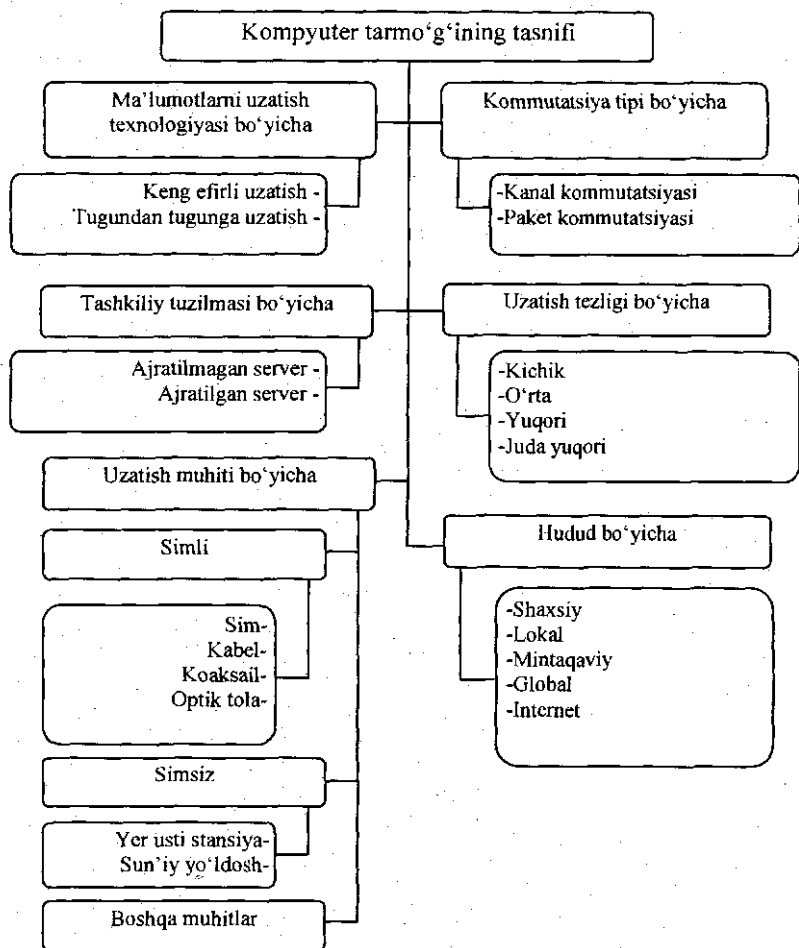 Kompyuter tarmo‘g‘ining tasnifi
Ma’lumotlarni uzatish
texnologiyasi bo‘yicha
Keng efirli uzatish -
Tugundan tugunga uzatish -
Kommutatsiya tipi bo‘yicha
-Kanal kommutatsiyasi
-Paket kommutatsiyasi
Tashkiliy tuzilmasi bo‘yicha
Ajratilmagan server -
Ajratilgan server -
Uzatish tezligi bo‘yicha
-Kichik
-O‘rta
-Yuqori
-Juda yuqori
Uzatish muhiti bo‘yicha
Simli
Sim-
Kabel-
Koaksail-
Optik tola-
Hudud bo‘yicha
-Shaxsiy
-Lokal
-Mintaqaviy
-Global
-Internet
Simsiz
Yer usti stansiya-
Sun’iy yo‘ldosh-
Boshqa muhitlar